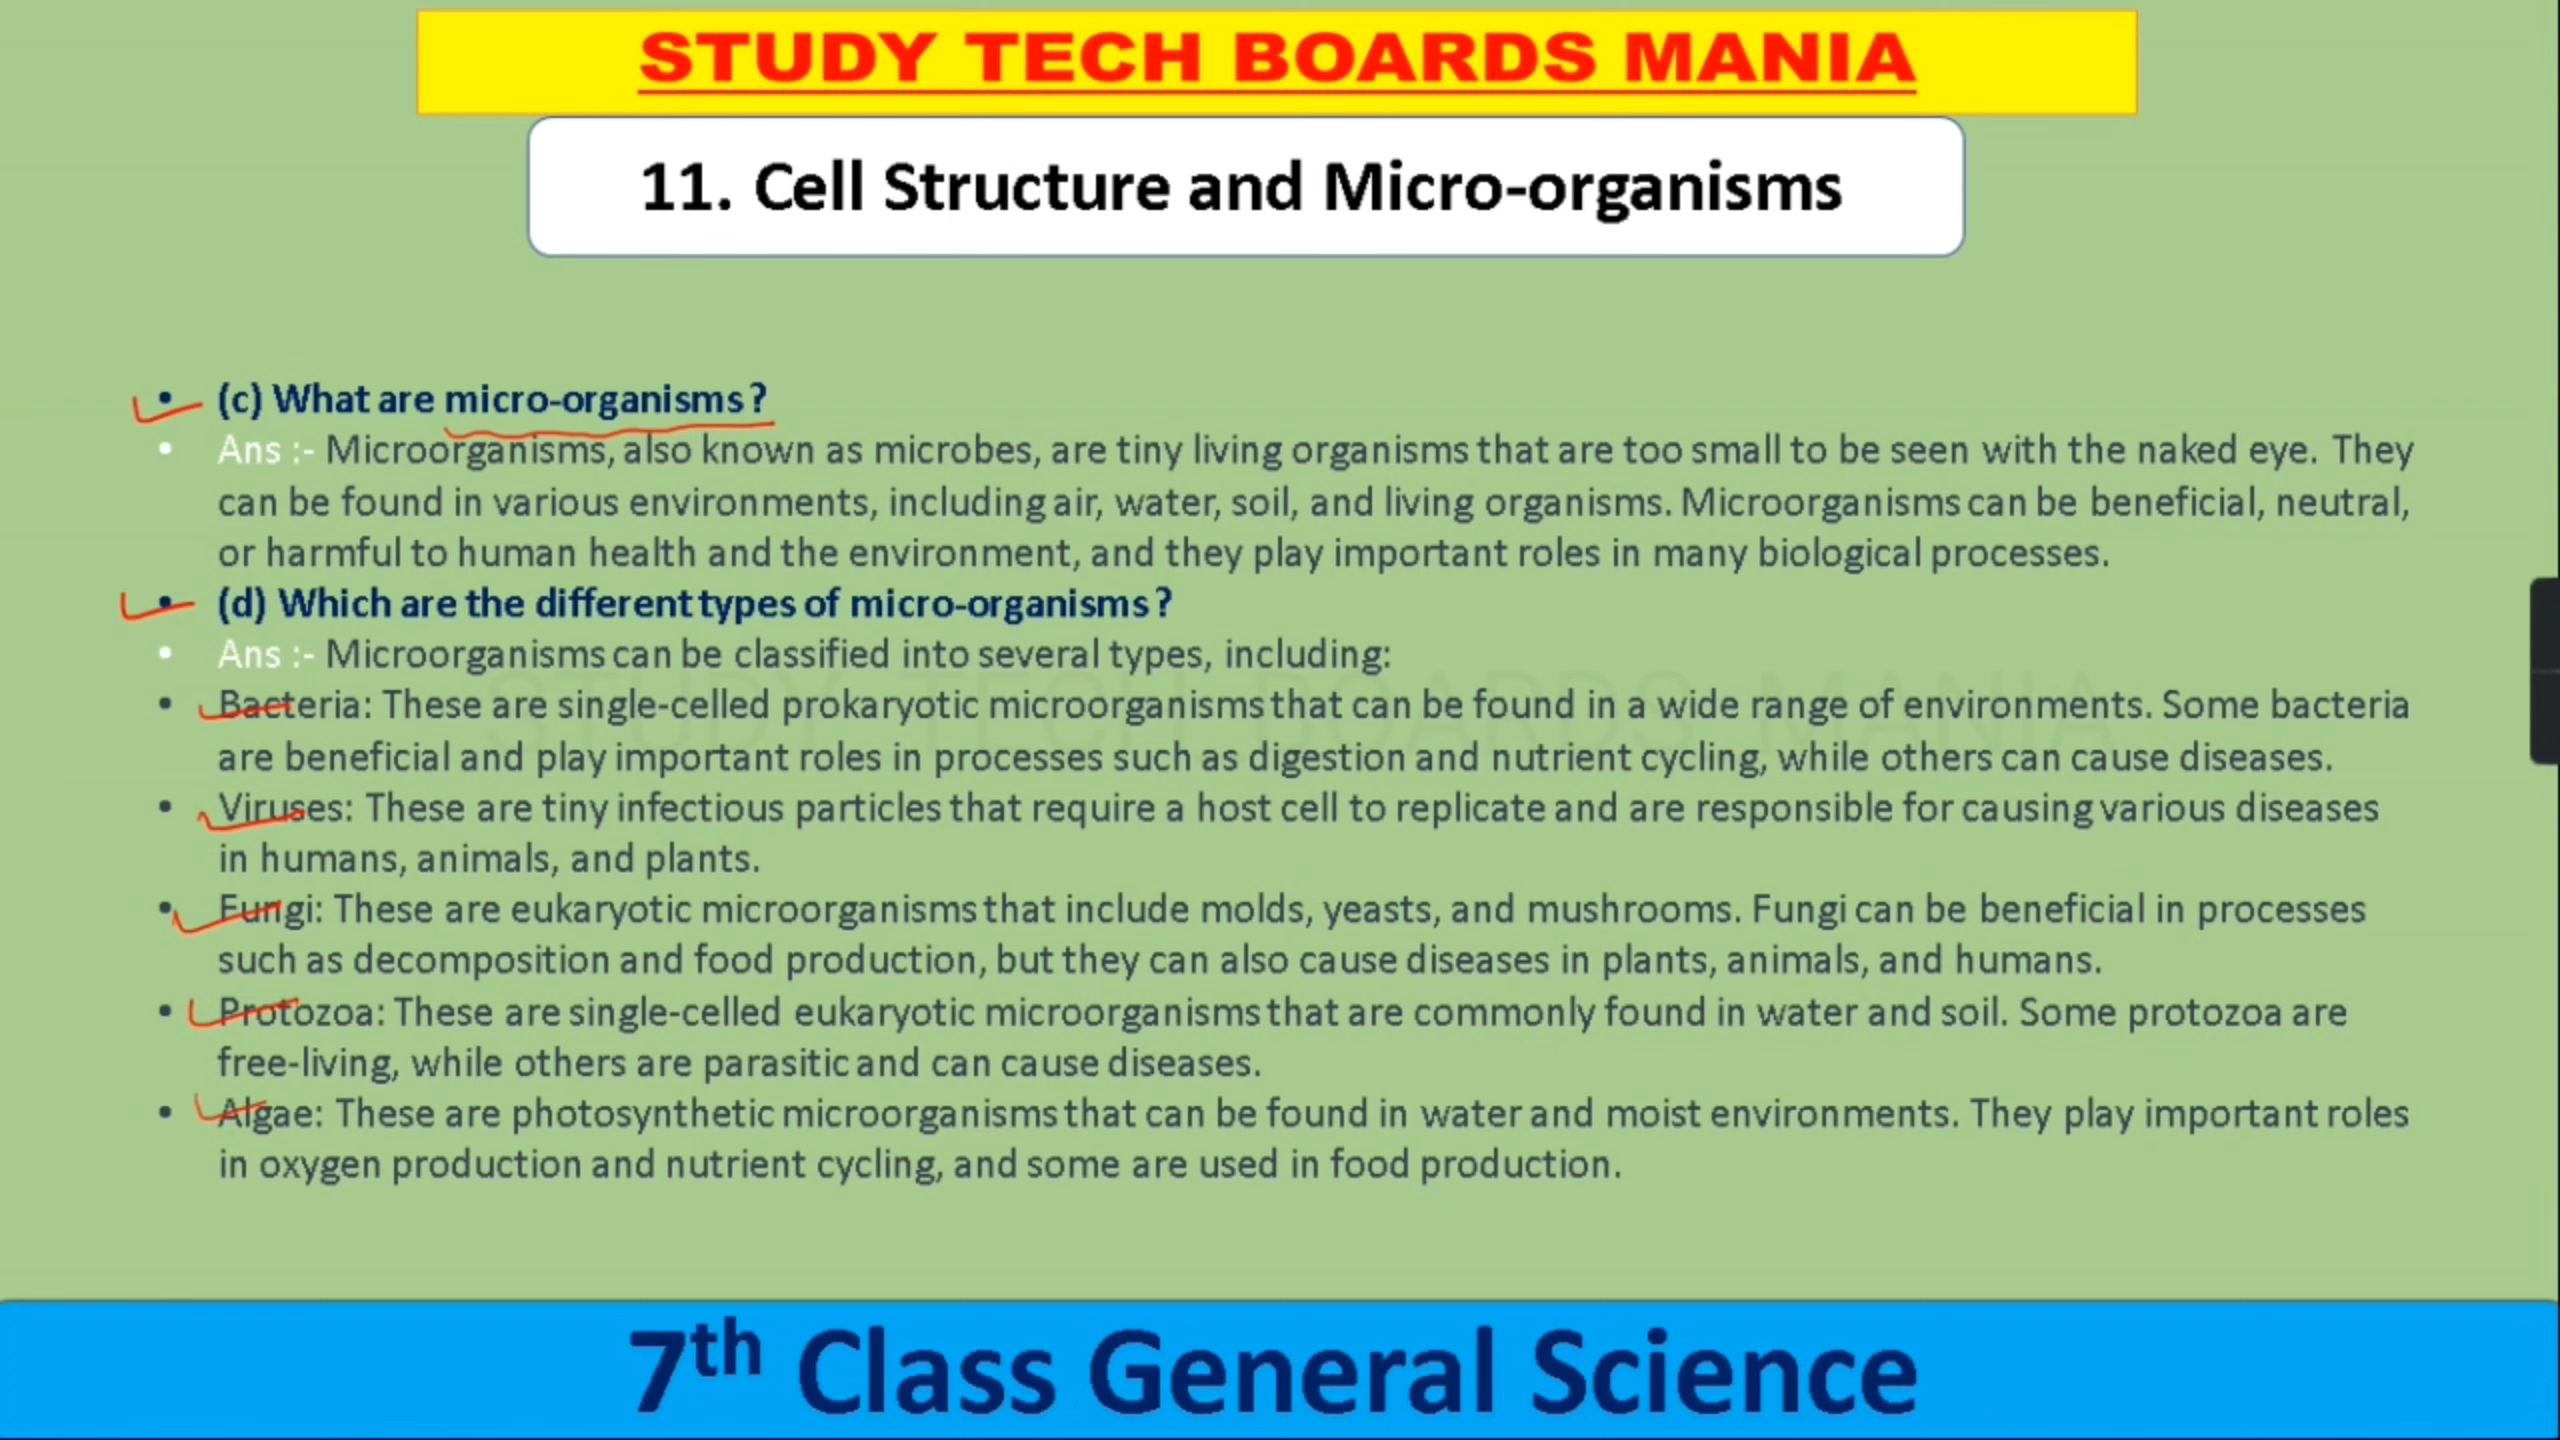 STUDY TECH BOARDS MANIA
11. Cell Structure and Micro-organisms
• (c) What are micro-organisms?
• Ans :- Microorganisms, also known as microbes, are tiny living organisms that are too small to be seen with the naked eye. They
can be found in various environments, including air, water, soil, and living organisms. Microorganisms can be beneficial, neutral,
or harmful to human health and the environment, and they play important roles in many biological processes.
• (d) Which are the different types of micro-organisms?
• Ans :- Microorganisms can be classified into several types, including:
STUDY TECH BOARDS MANIA
• Bacteria: These are single-celled prokaryotic microorganisms that can be found in a wide range of environments. Some bacteria
are beneficial and play important roles in processes such as digestion and nutrient cycling, while others can cause diseases.
• Viruses: These are tiny infectious particles that require a host cell to replicate and are responsible for causing various diseases
in humans, animals, and plants.
• Fungi: These are eukaryotic microorganisms that include molds, yeasts, and mushrooms. Fungi can be beneficial in processes
such as decomposition and food production, but they can also cause diseases in plants, animals, and humans.
• Protozoa: These are single-celled eukaryotic microorganisms that are commonly found in water and soil. Some protozoa are
free-living, while others are parasitic and can cause diseases.
• Algae: These are photosynthetic microorganisms that can be found in water and moist environments. They play important roles
in oxygen production and nutrient cycling, and some are used in food production.
7th Class General Science